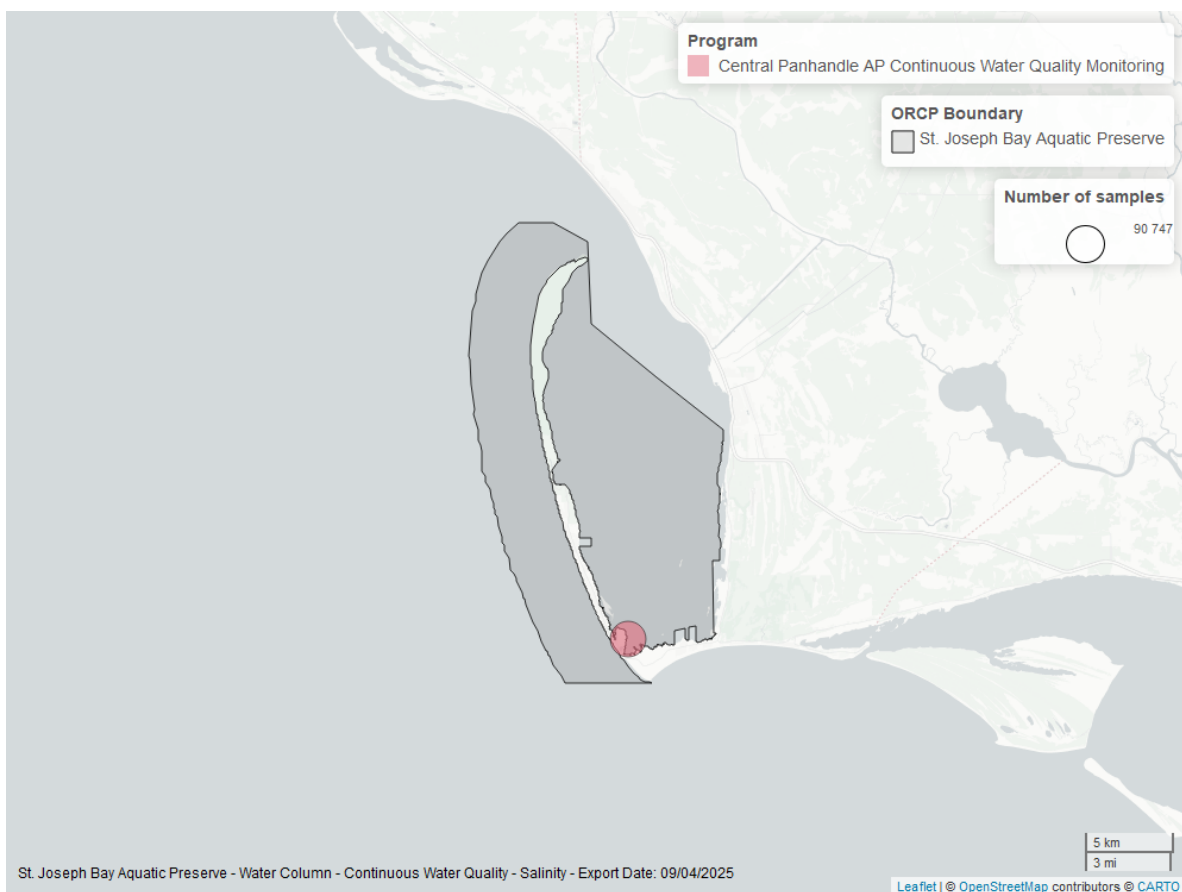 Program
Central Panhandle AP Continuous Water Quality Monitoring
ORCP Boundary
St. Joseph Bay Aquatic Preserve
Number of samples
90 747
5 km
3 mi
St. Joseph Bay Aquatic Preserve - Water Column - Continuous Water Quality - Salinity - Export Date: 09/04/2025
Leaflet | © OpenStreetMap contributors © CARTO